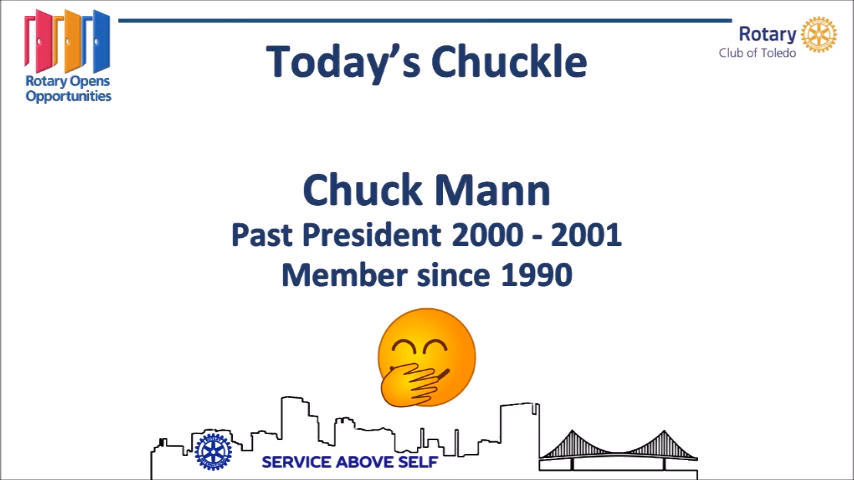 Rotary Opens
Opportunities
Today's Chuckle
Rotary
Club of Toledo
Chuck Mann
Past President 2000 - 2001
Member since 1990
SERVICE ABOVE SELF